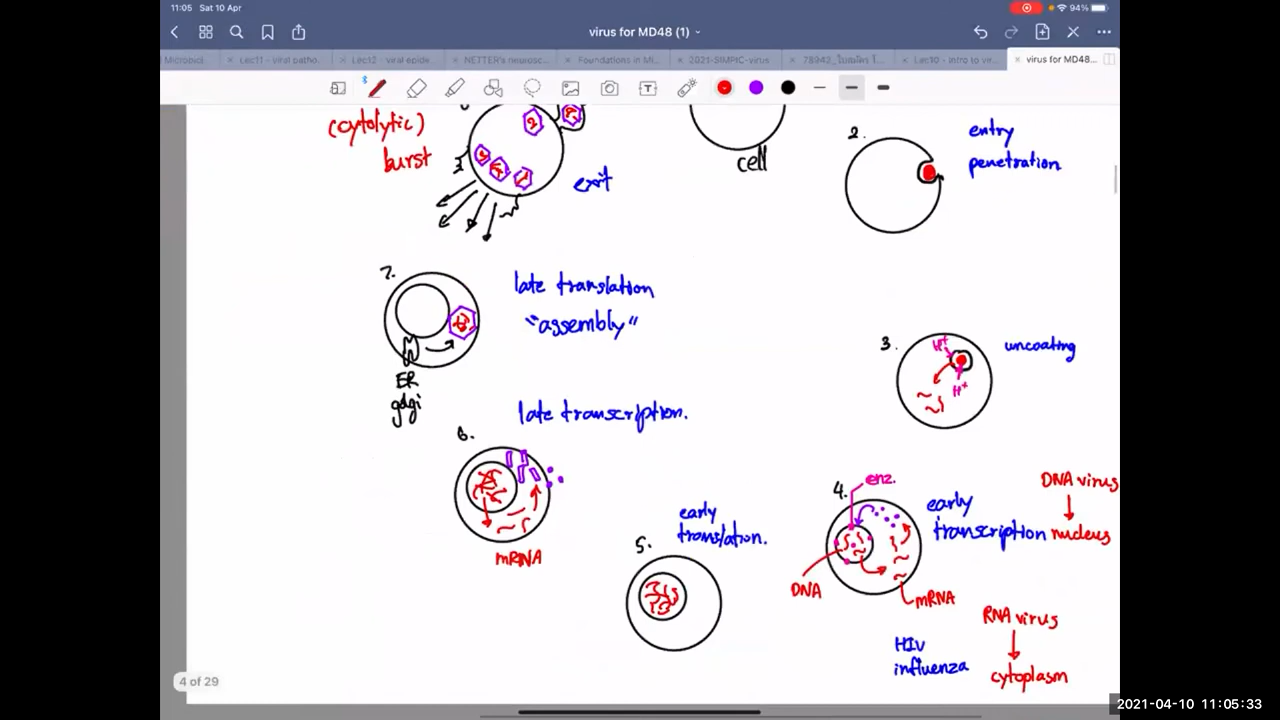 11:05 Sat 10 Apr
94%
virus for MD48 (1)
Microbiol
Lec11 - viral patho..
Lec12 - viral epide..
NETTER's neurosc...
Foundations in Mi...
2021-SIMPIC-virus
Lec10 - Intro to vir...
virus for MD48...
(cytolytic)
burst
exit
cell
2.
entry
penetration
7.
late translation
"assembly"
ER
golgi
3.
H+
H+
uncoating
late transcription.
6.
mRNA
early
translation.
5.
4.
enz.
early
transcription
DNA virus
nucleus
DNA
mRNA
RNA virus
cytoplasm
HIV
influenza
4 of 29
2021-04-10 11:05:33